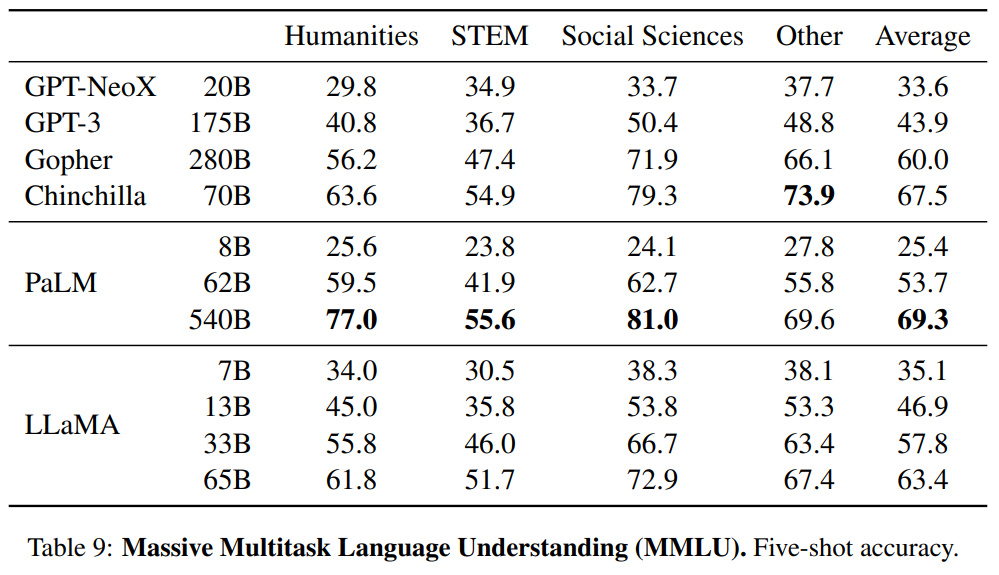 Humanities STEM Social Sciences Other Average
GPT-NeoX 20B 29.8 34.9 33.7 37.7 33.6
GPT-3 175B 40.8 36.7 50.4 48.8 43.9
Gopher 280B 56.2 47.4 71.9 66.1 60.0
Chinchilla 70B 63.6 54.9 79.3 73.9 67.5
8B 25.6 23.8 24.1 27.8 25.4
PaLM 62B 59.5 41.9 62.7 55.8 53.7
540B 77.0 55.6 81.0 69.6 69.3
7B 34.0 30.5 38.3 38.1 35.1
LLaMA 13B 45.0 35.8 53.8 53.3 46.9
33B 55.8 46.0 66.7 63.4 57.8
65B 61.8 51.7 72.9 67.4 63.4
Table 9: Massive Multitask Language Understanding (MMLU). Five-shot accuracy.